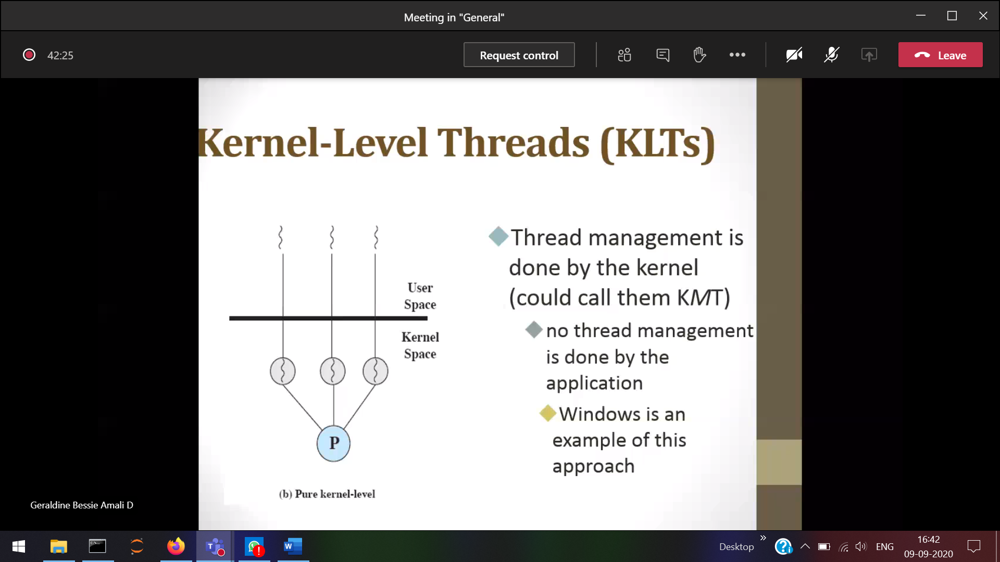 Meeting in "General"
42:25
Request control
Leave
Kernel-Level Threads (KLTs)
User
Space
Kernel
Space
P
(b) Pure kernel-level
Thread management is
done by the kernel
(could call them KMT)
no thread management
is done by the
application
Windows is an
example of this
approach
Geraldine Bessie Amali D
Desktop
ENG
16:42
09-09-2020